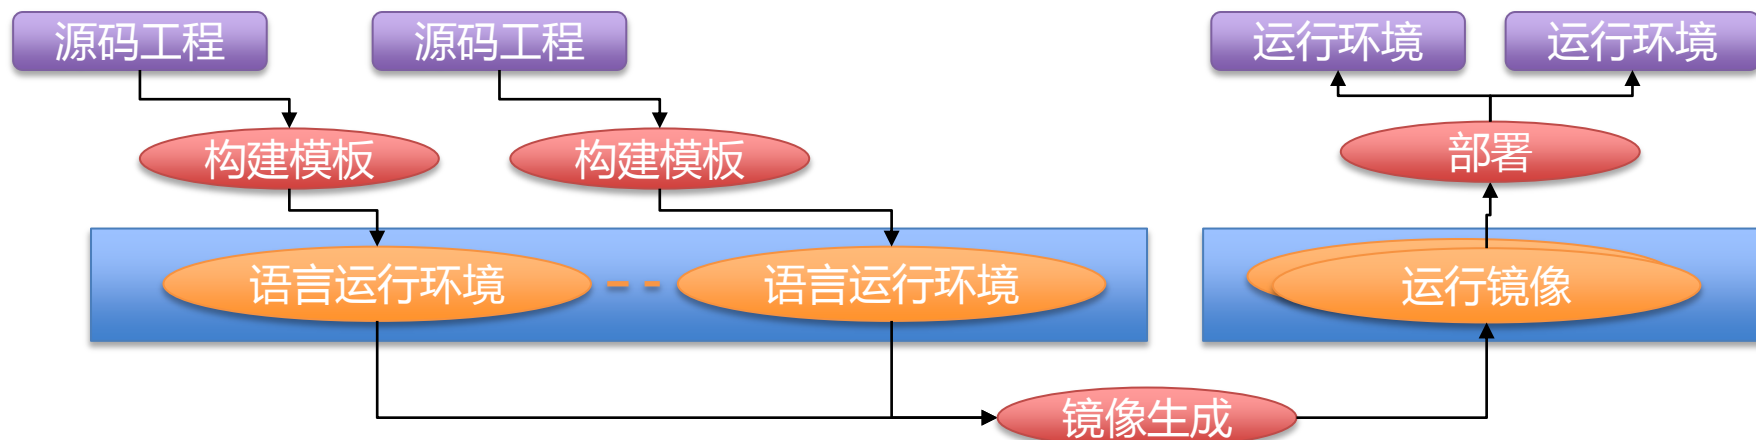 源码工程
源码工程
运行环境
运行环境
构建模板
构建模板
部署
语言运行环境
语言运行环境
运行镜像
镜像生成